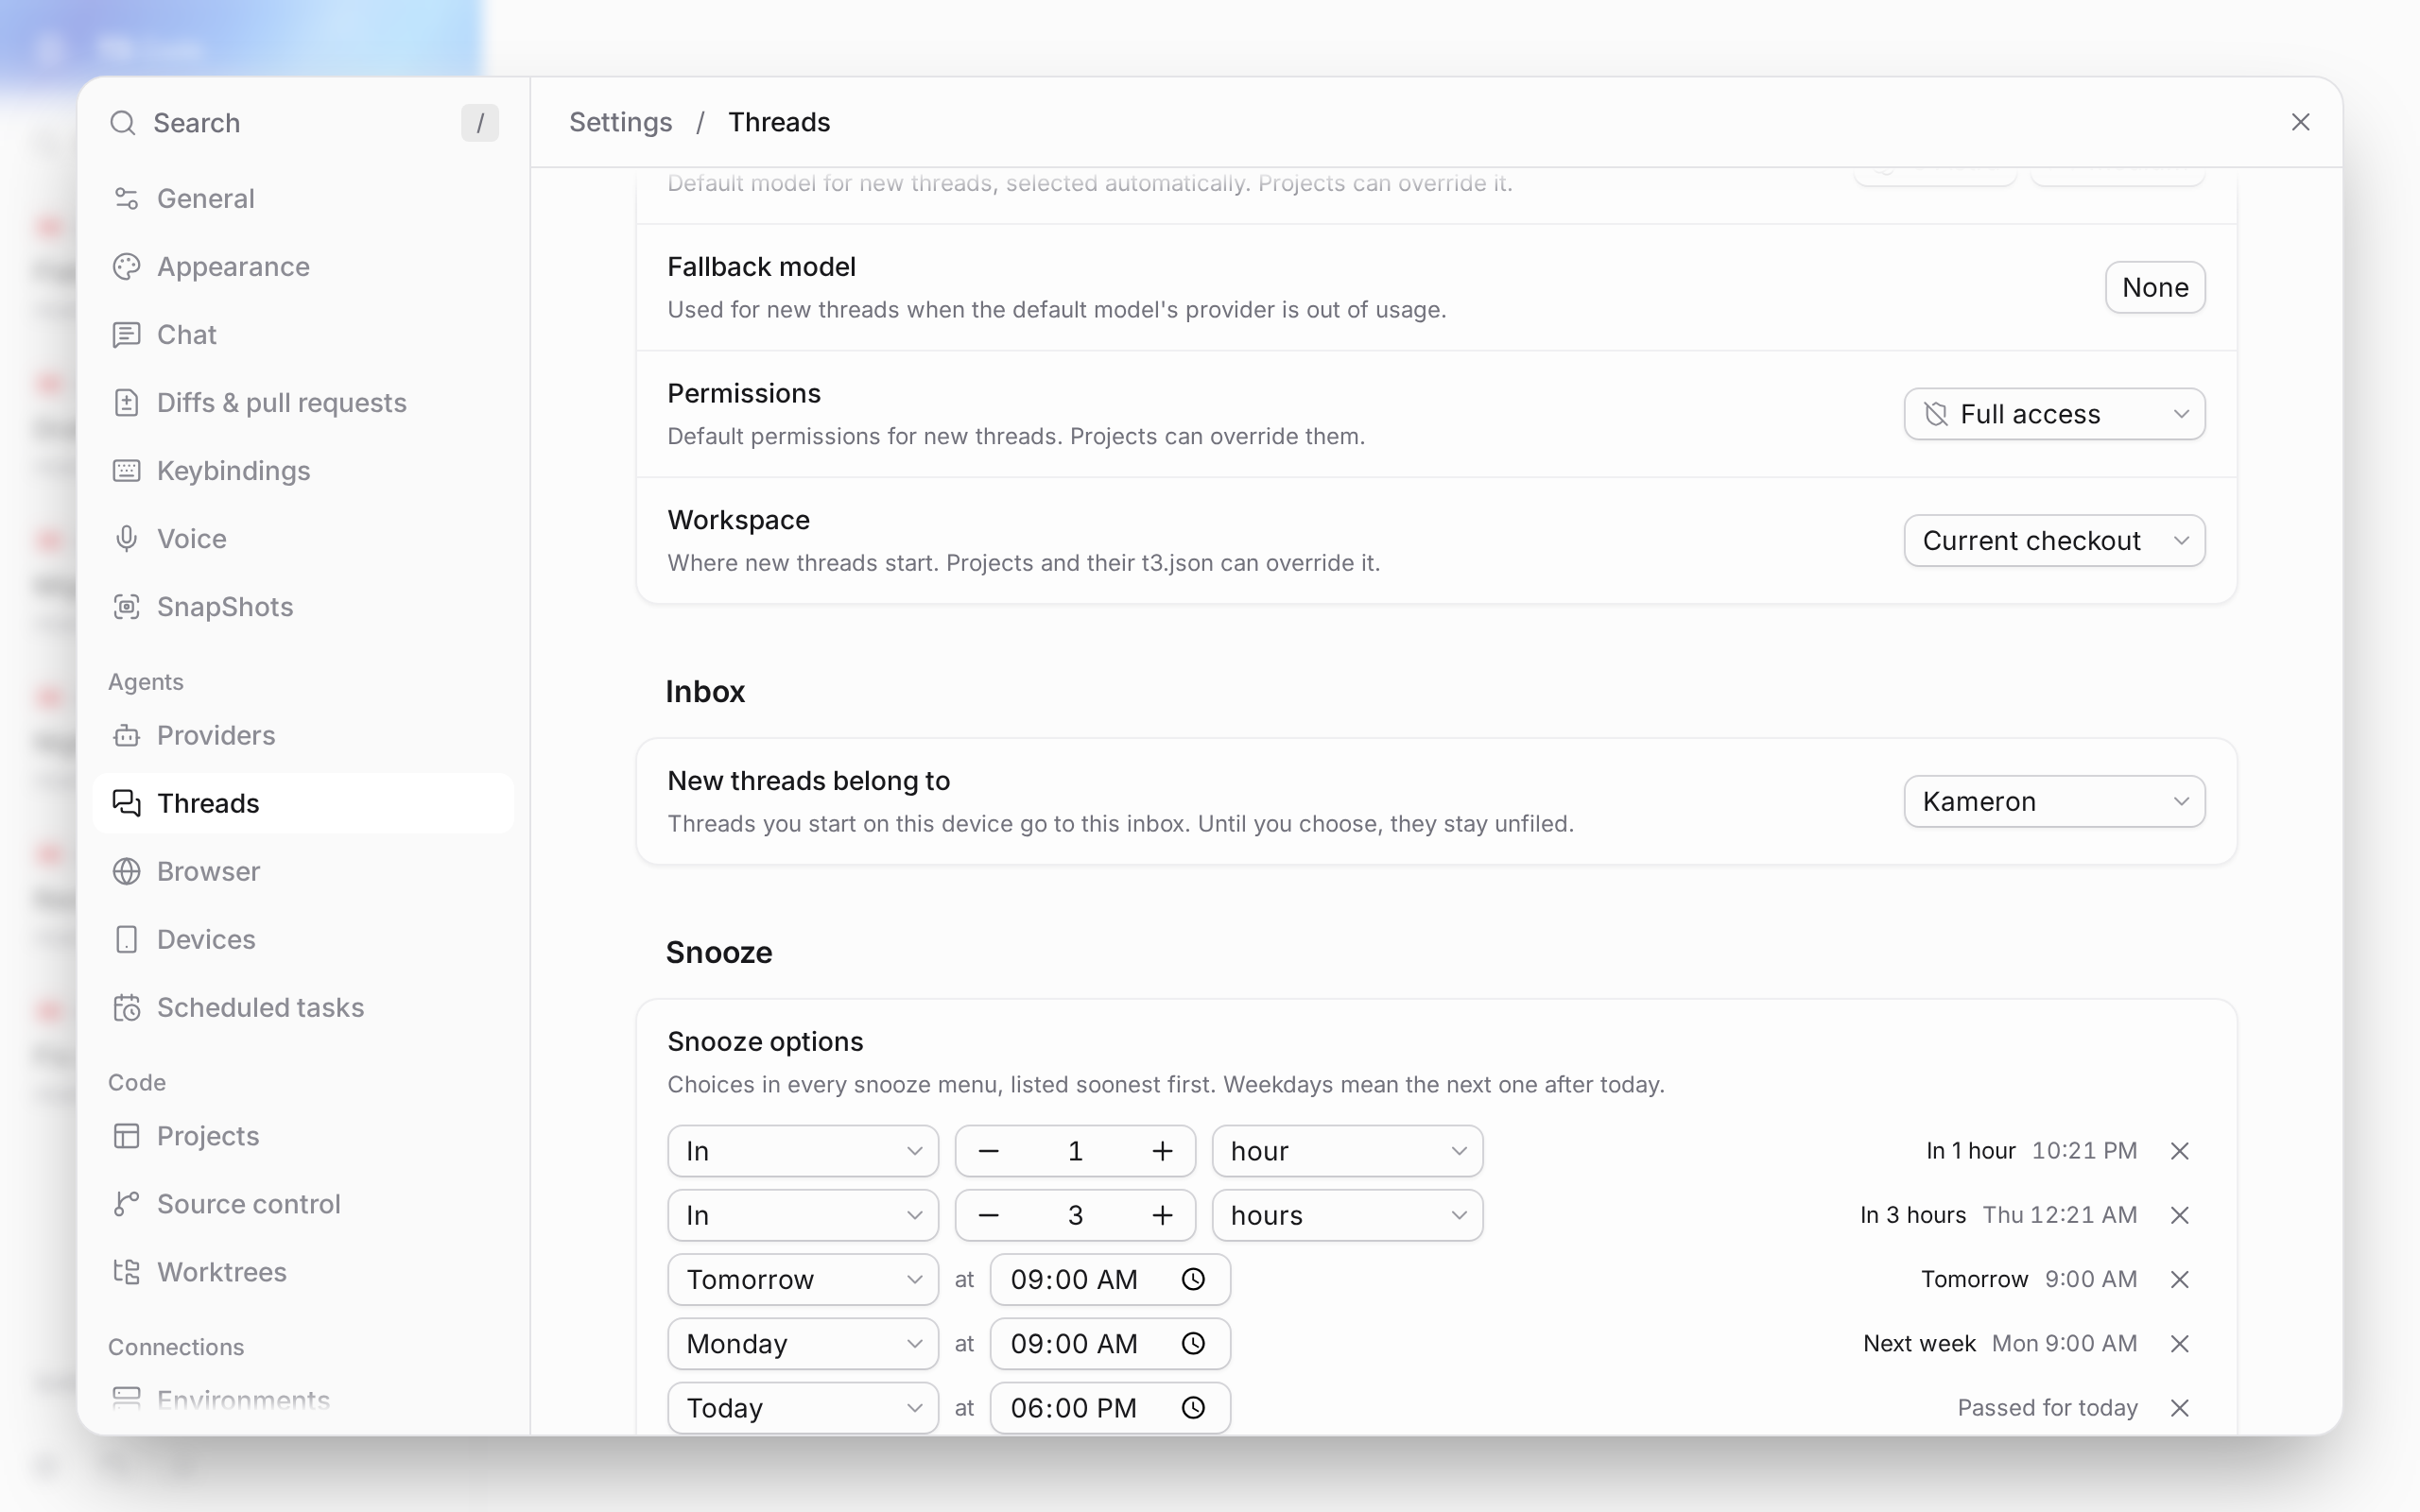 Search /
General
Appearance
Chat
Diffs & pull requests
Keybindings
Voice
SnapShots
Agents
Providers
Threads
Browser
Devices
Scheduled tasks
Code
Projects
Source control
Worktrees
Connections
Environments
Settings / Threads
Default model for new threads, selected automatically. Projects can override it.
Fallback model
Used for new threads when the default model's provider is out of usage.
None
Permissions
Default permissions for new threads. Projects can override them.
Full access
Workspace
Where new threads start. Projects and their t3.json can override it.
Current checkout
Inbox
New threads belong to
Threads you start on this device go to this inbox. Until you choose, they stay unfiled.
Kameron
Snooze
Snooze options
Choices in every snooze menu, listed soonest first. Weekdays mean the next one after today.
In 1 hour In 1 hour 10:21 PM
In 3 hours In 3 hours Thu 12:21 AM
Tomorrow at 09:00 AM Tomorrow 9:00 AM
Monday at 09:00 AM Next week Mon 9:00 AM
Today at 06:00 PM Passed for today